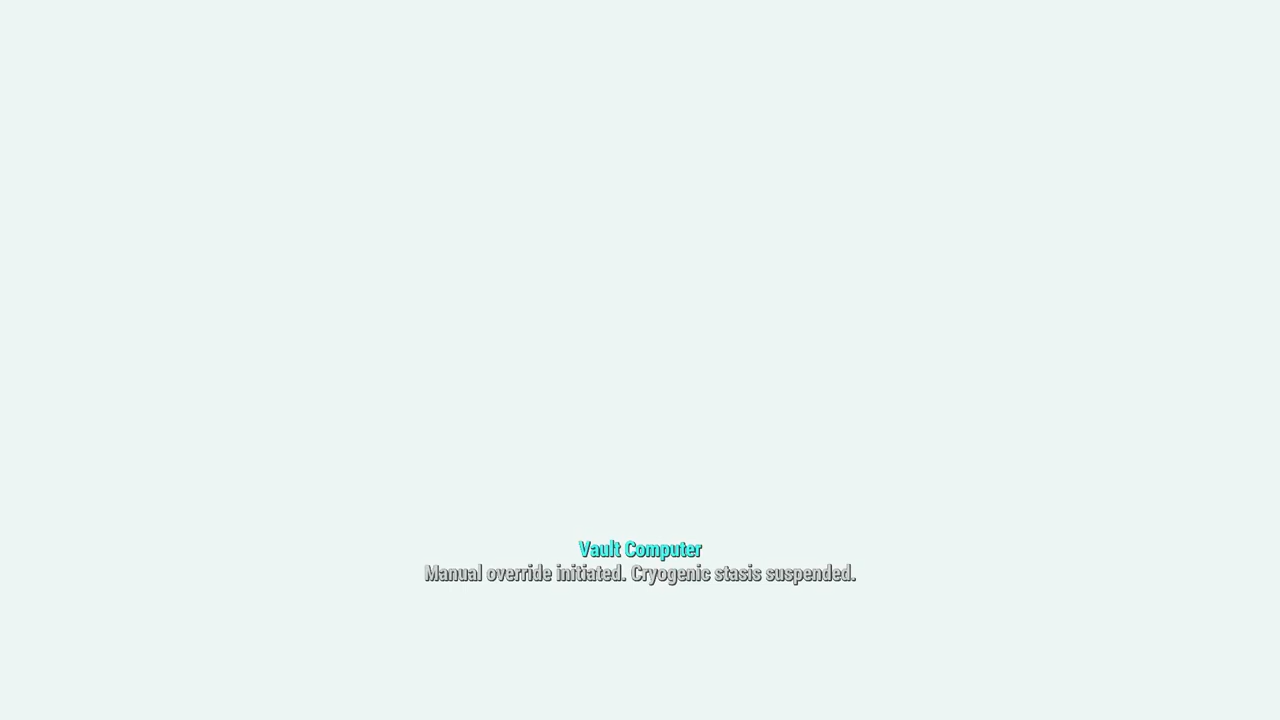 Vault Computer
Manual override initiated. Cryogenic stasis suspended.